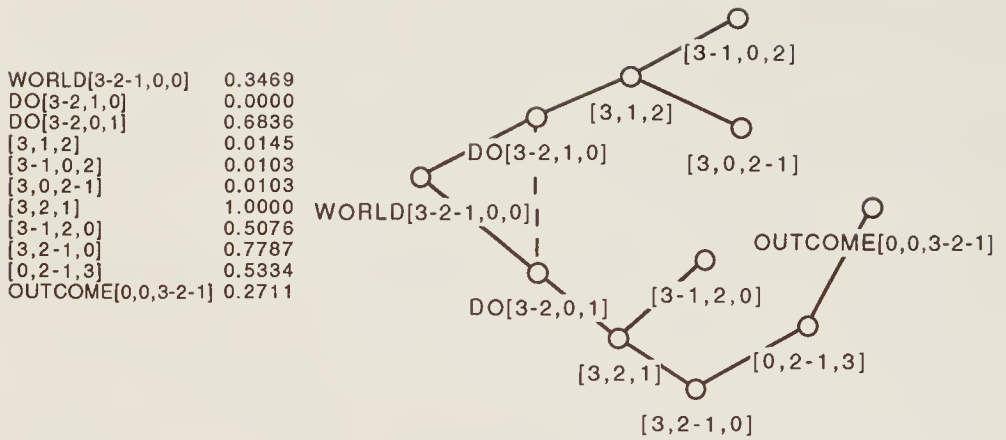 WORLD[3-2-1,0,0] 0.3469
DO[3-2,1,0] 0.0000
DO[3-2,0,1] 0.6836
[3,1,2] 0.0145
[3-1,0,2] 0.0103
[3,0,2-1] 0.0103
[3,2,1] 1.0000
[3-1,2,0] 0.5076
[3,2-1,0] 0.7787
[0,2-1,3] 0.5334
OUTCOME[0,0,3-2-1] 0.2711
[3-1,0,2]
[3,1,2]
DO[3-2,1,0]
[3,0,2-1]
WORLD[3-2-1,0,0]
OUTCOME[0,0,3-2-1]
[3-1,2,0]
DO[3-2,0,1]
[0,2-1,3]
[3,2,1]
[3,2-1,0]